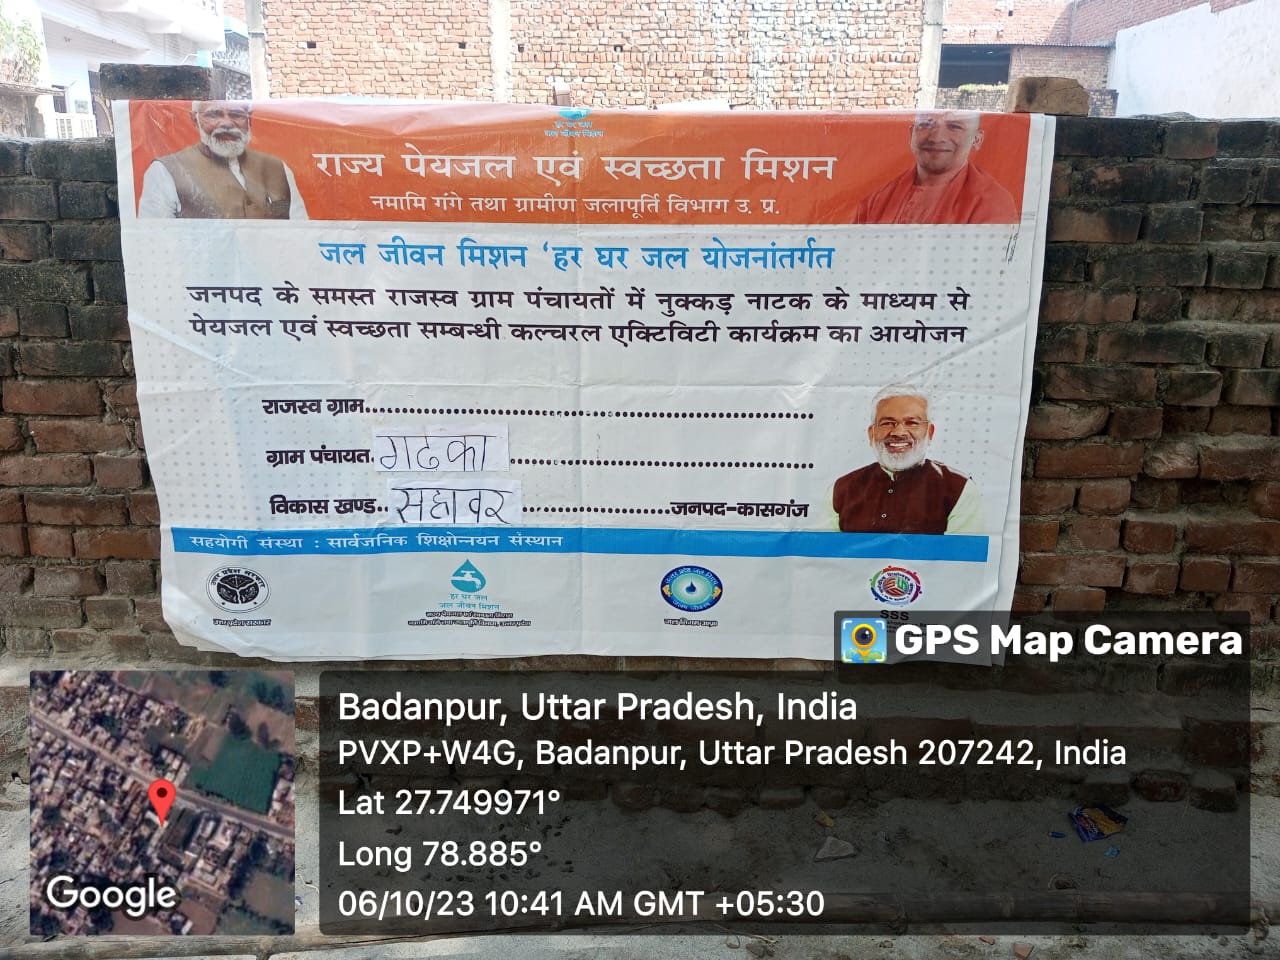 हर घर जल
जल जीवन मिशन
राज्य पेयजल एवं स्वच्छता मिशन
नमामि गंगे तथा ग्रामीण जलापूर्ति विभाग उ. प्र.
जल जीवन मिशन ‘हर घर जल योजनांतर्गत
जनपद के समस्त राजस्व ग्राम पंचायतों में नुक्कड़ नाटक के माध्यम से
पेयजल एवं स्वच्छता सम्बन्धी कल्चरल एक्टिविटी कार्यक्रम का आयोजन
राजस्व ग्राम
ग्राम पंचायत. गढका
विकास खण्ड.. सहावर जनपद-कासगंज
सहयोगी संस्था : सार्वजनिक शिक्षोन्नयन संस्थान
उत्तर प्रदेश सरकार
हर घर जल
जल जीवन मिशन
SSS
GPS Map Camera
Badanpur, Uttar Pradesh, India
PVXP+W4G, Badanpur, Uttar Pradesh 207242, India
Lat 27.749971°
Long 78.885°
06/10/23 10:41 AM GMT +05:30
Google